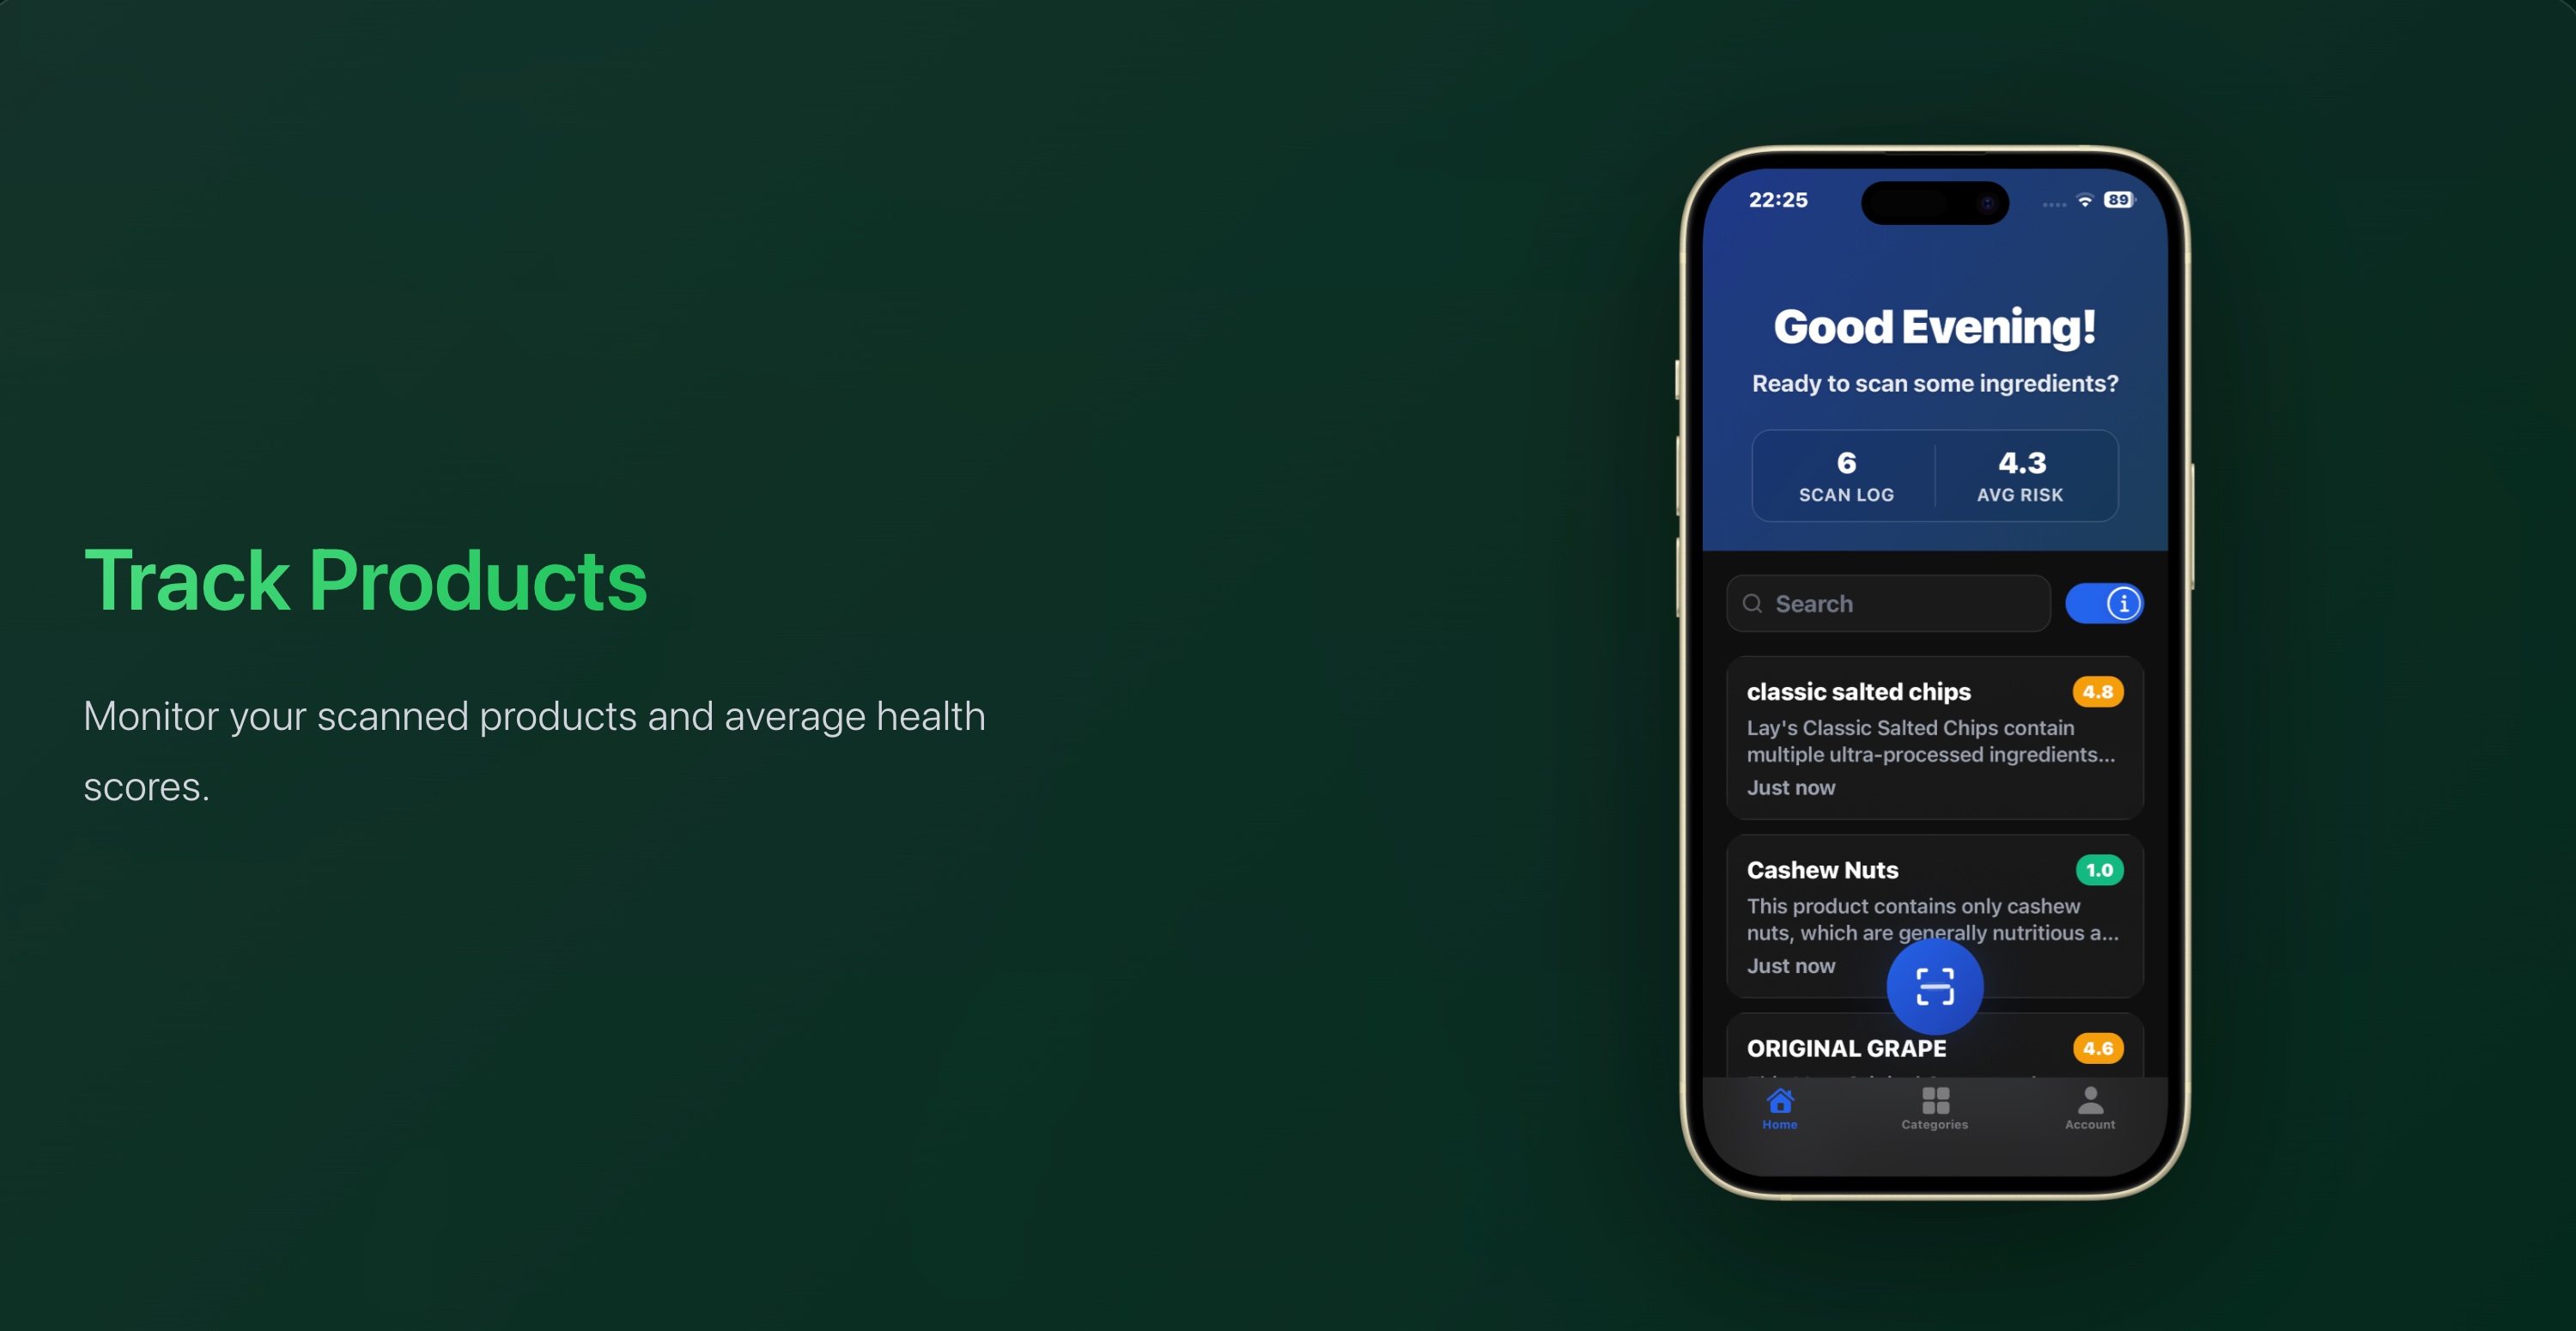 Track Products
Monitor your scanned products and average health
scores.
22:25
89
Good Evening!
Ready to scan some ingredients?
6
SCAN LOG
4.3
AVG RISK
Search
i
classic salted chips
4.8
Lay's Classic Salted Chips contain
multiple ultra-processed ingredients...
Just now
Cashew Nuts
1.0
This product contains only cashew
nuts, which are generally nutritious a...
Just now
ORIGINAL GRAPE
4.6
Home
Categories
Account